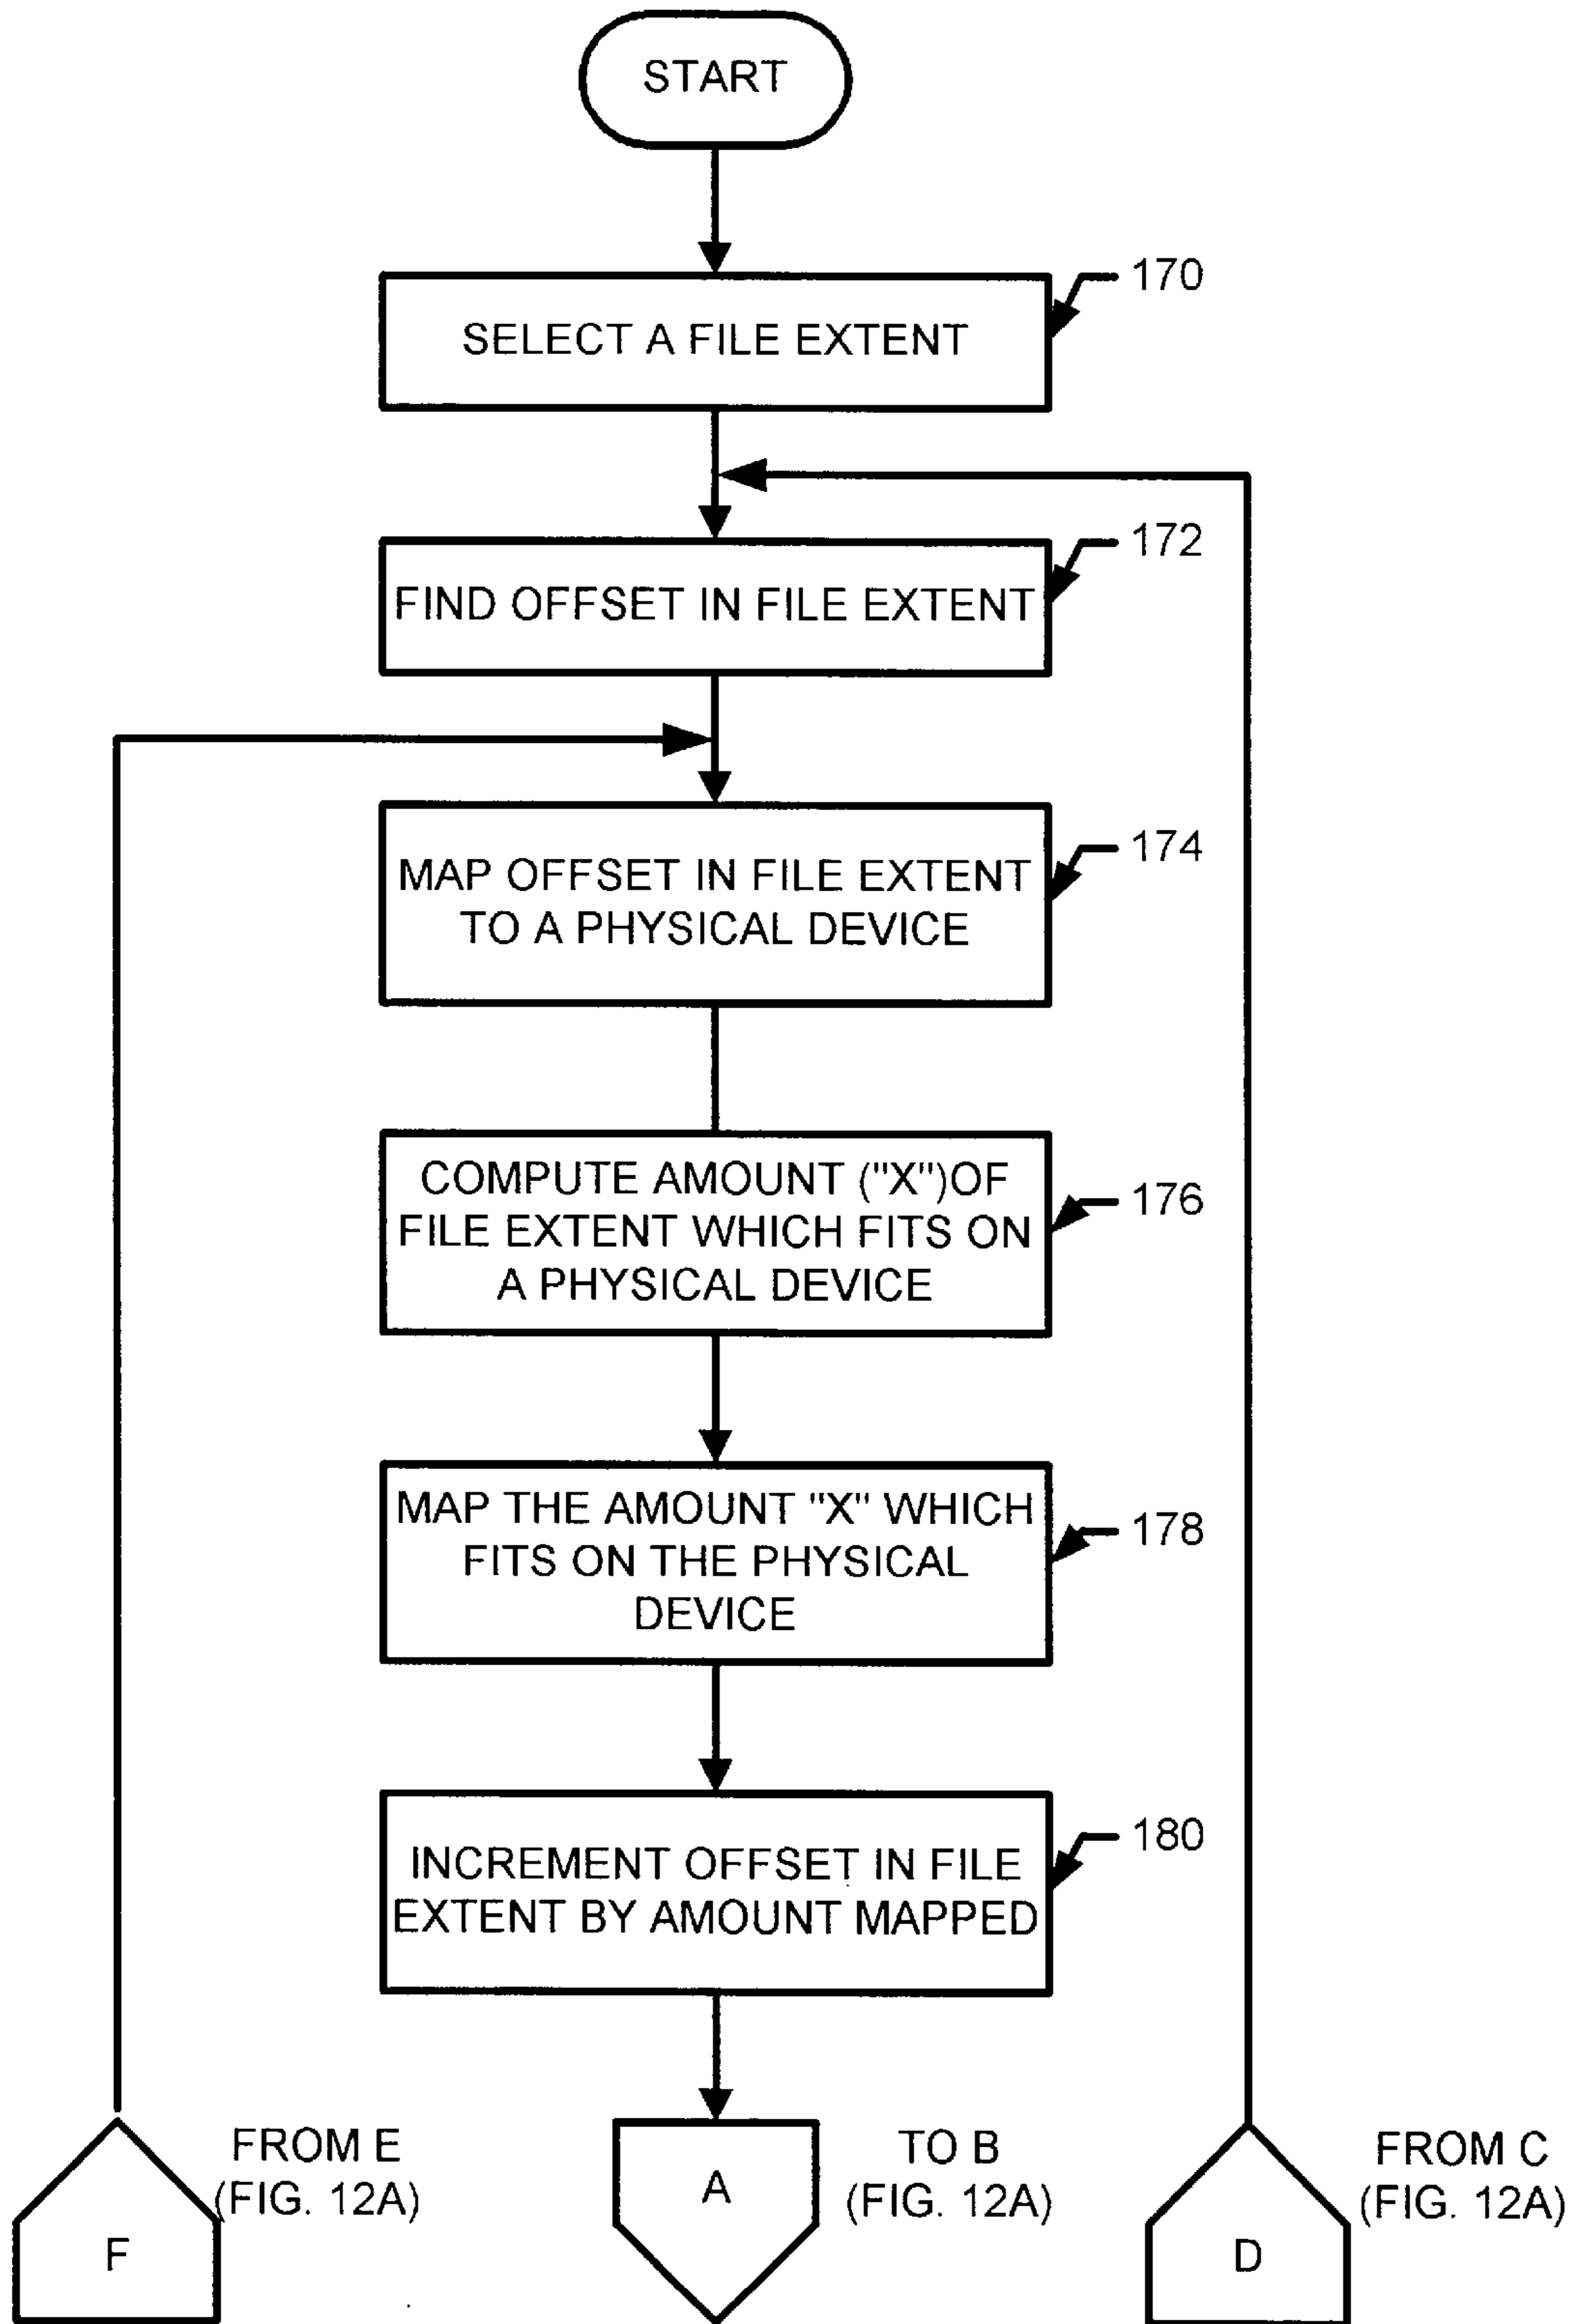 START
170
SELECT A FILE EXTENT
172
FIND OFFSET IN FILE EXTENT
174
MAP OFFSET IN FILE EXTENT
TO A PHYSICAL DEVICE
176
COMPUTE AMOUNT ("X")OF
FILE EXTENT WHICH FITS ON
A PHYSICAL DEVICE
178
MAP THE AMOUNT "X" WHICH
FITS ON THE PHYSICAL
DEVICE
180
INCREMENT OFFSET IN FILE
EXTENT BY AMOUNT MAPPED
F
FROM E
(FIG. 12A)
A
TO B
(FIG. 12A)
D
FROM C
(FIG. 12A)